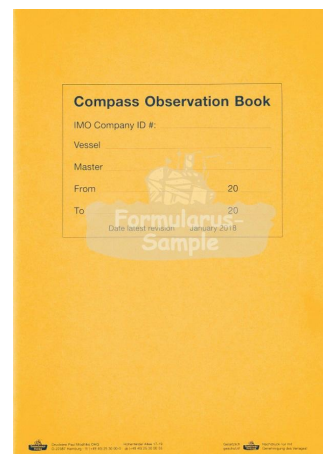 Compass Observation Book
IMO Company ID #:
Vessel
Master
From 20
To 20
Formularus-
Sample
Date latest revision January 2018